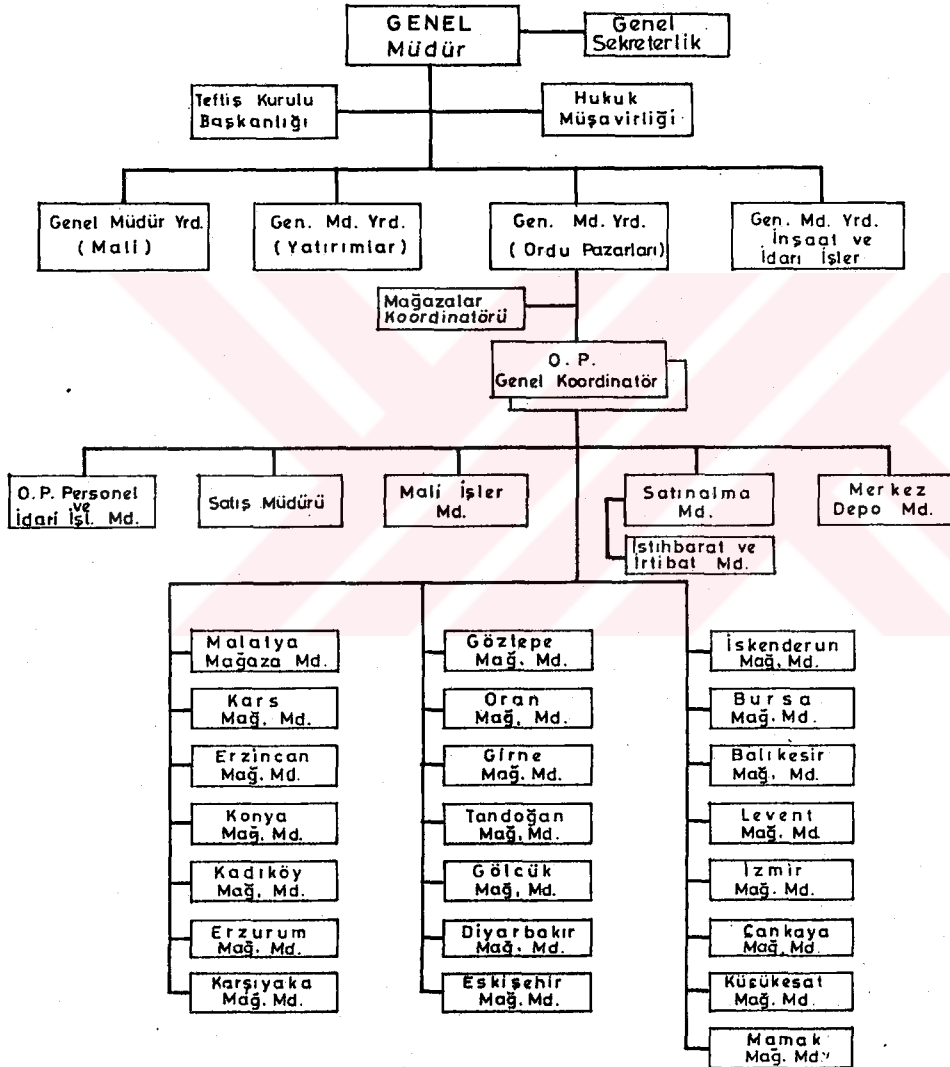 GENEL
Müdür
Genel
Sekreterlik
Teftiş Kurulu
Başkanlığı
Hukuk
Müşavirliği
Genel Müdür Yrd.
(Mali)
Gen. Md. Yrd.
(Yatırımlar)
Gen. Md. Yrd.
(Ordu Pazarları)
Gen. Md. Yrd.
İnşaat ve
İdarı İşler
Mağazalar
Koordinatörü
O. P.
Genel Koordinatör
O.P. Personel
ve
İdari İşl. Md.
Satış Müdürü
Mali İşler
Md.
Satınalma
Md.
Merkez
Depo Md.
İstihbarat ve
İrtibat Md.
Malatya
Mağaza Md.
Kars
Mağ. Md.
Erzincan
Mağ. Md.
Konya
Mağ. Md.
Kadıköy
Mağ. Md.
Erzurum
Mağ. Md.
Karşıyaka
Mağ. Md.
Göztepe
Mağ. Md.
Oran
Mağ. Md.
Girne
Mağ. Md.
Tandoğan
Mağ. Md.
Gölcük
Mağ. Md.
Diyarbakır
Mağ. Md.
Eskişehir
Mağ. Md.
İskenderun
Mağ. Md.
Bursa
Mağ. Md.
Balıkesir
Mağ. Md.
Levent
Mağ. Md.
İzmir
Mağ. Md.
Çankaya
Mağ. Md.
Küçükesat
Mağ. Md.
Mamak
Mağ. Md.